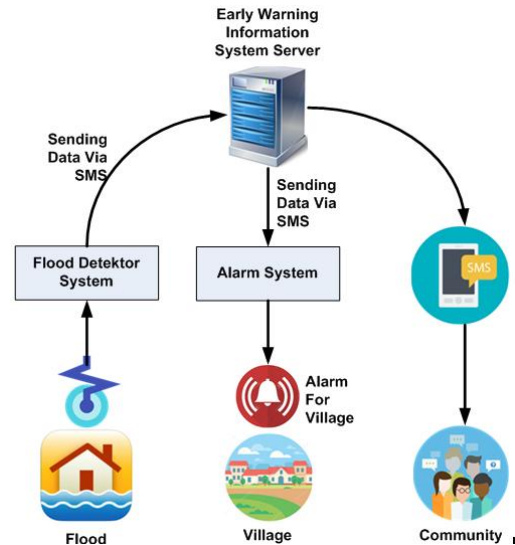 Early Warning
Information
System Server
Sending
Data Via
SMS
Sending
Data Via
SMS
Flood Detektor
System
Alarm System
SMS
Alarm
For
Village
Flood
Village
Community